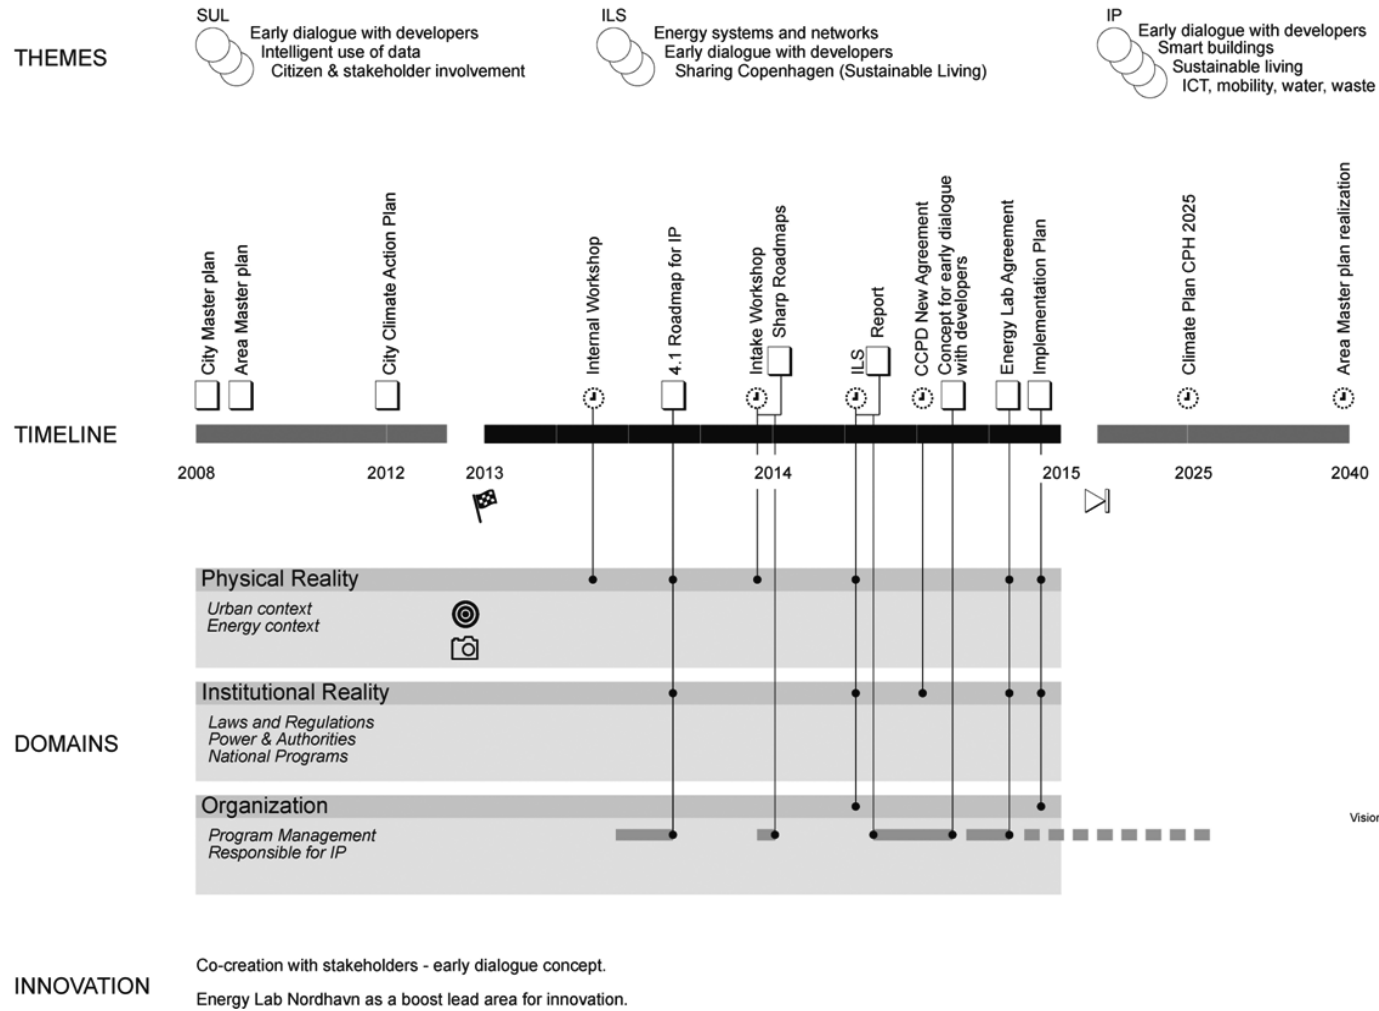 THEMES
SUL
Early dialogue with developers
Intelligent use of data
Citizen & stakeholder involvement
ILS
Energy systems and networks
Early dialogue with developers
Sharing Copenhagen (Sustainable Living)
IP
Early dialogue with developers
Smart buildings
Sustainable living
ICT, mobility, water, waste
City Master plan
Area Master plan
City Climate Action Plan
Internal Workshop
4.1 Roadmap for IP
Intake Workshop
Sharp Roadmaps
ILS
Report
CCPD New Agreement
Concept for early dialogue
with developers
Energy Lab Agreement
Implementation Plan
Climate Plan CPH 2025
Area Master plan realization
TIMELINE
2008
2012
2013
2014
2015
2025
2040
DOMAINS
Physical Reality
Urban context
Energy context
Institutional Reality
Laws and Regulations
Power & Authorities
National Programs
Organization
Program Management
Responsible for IP
Vision
INNOVATION
Co-creation with stakeholders - early dialogue concept.
Energy Lab Nordhavn as a boost lead area for innovation.